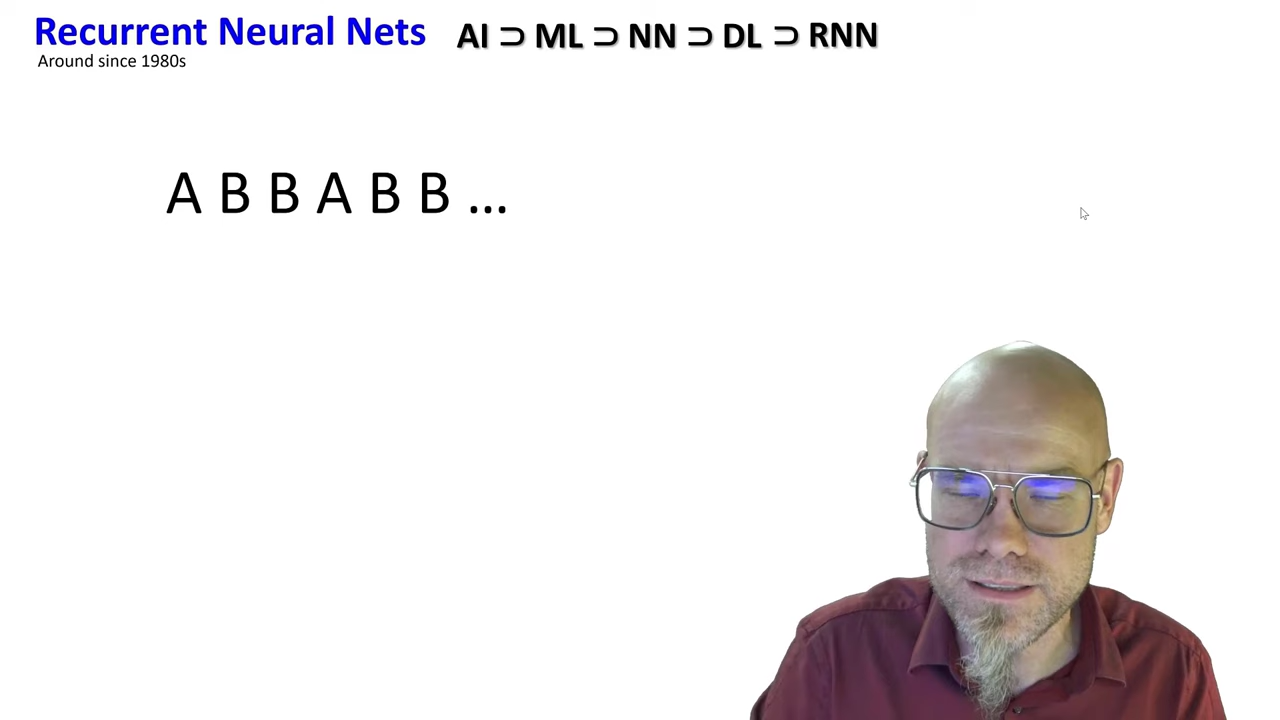 Recurrent Neural Nets AI ⊃ ML ⊃ NN ⊃ DL ⊃ RNN
Around since 1980s
A B B A B B ...